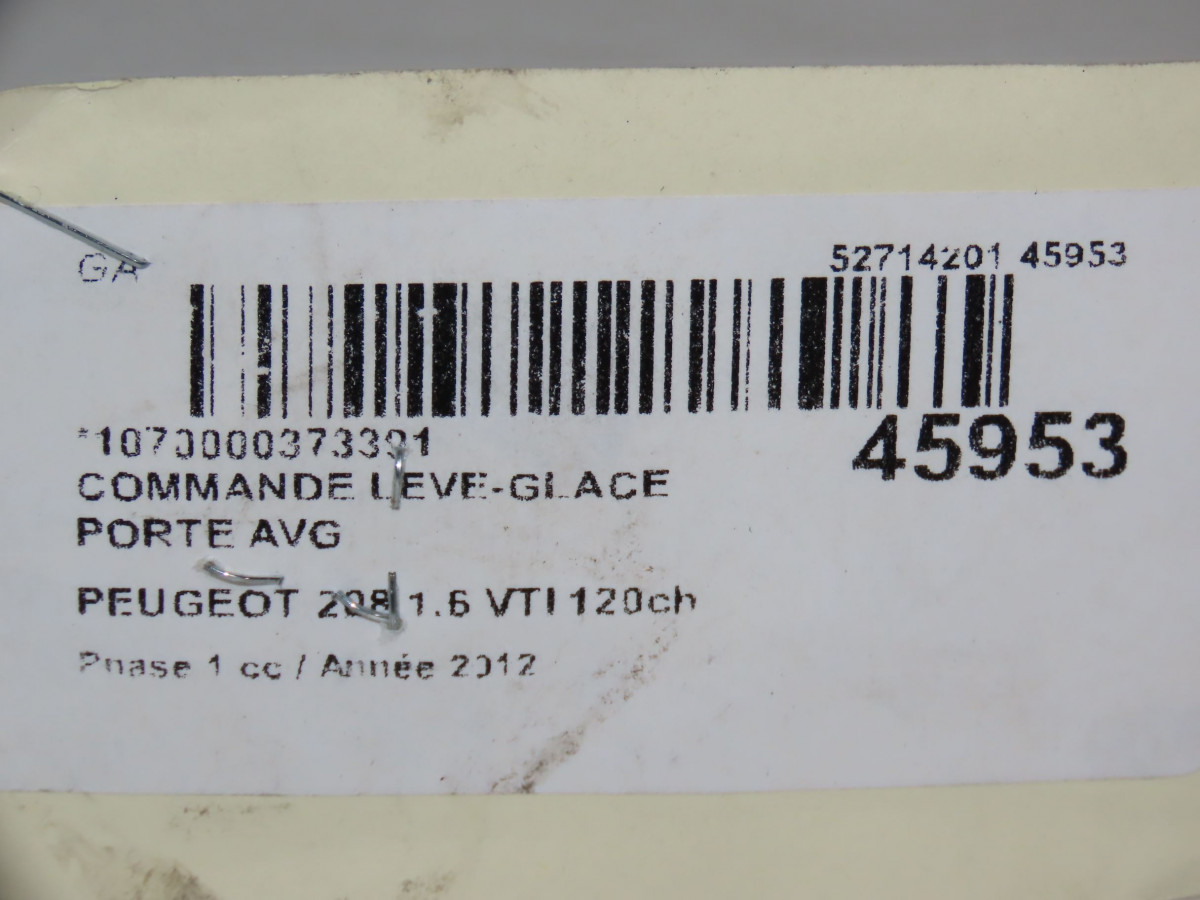 GA
52714201 45953
*1070000373391
45953
COMMANDE LEVE-GLACE
PORTE AVG
PEUGEOT 208 1.6 VTI 120ch
Phase 1 cc / Année 2012